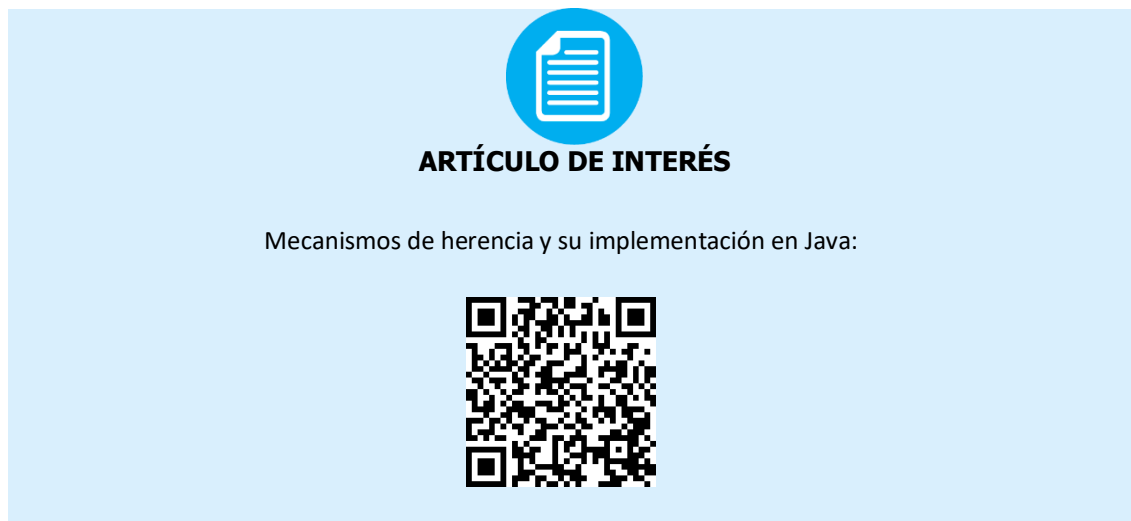 ARTÍCULO DE INTERÉS
Mecanismos de herencia y su implementación en Java: